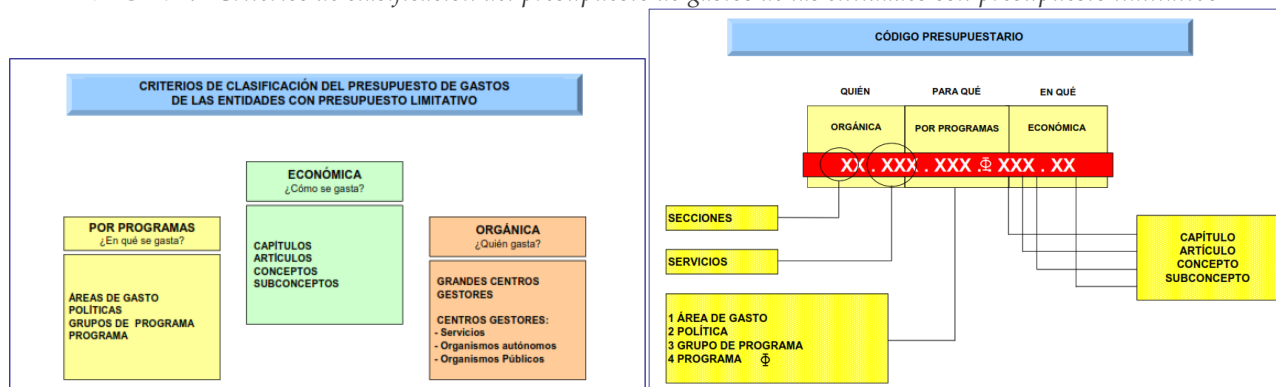 CRITERIOS DE CLASIFICACIÓN DEL PRESUPUESTO DE GASTOS
DE LAS ENTIDADES CON PRESUPUESTO LIMITATIVO
POR PROGRAMAS
¿En qué se gasta?
ÁREAS DE GASTO
POLÍTICAS
GRUPOS DE PROGRAMA
PROGRAMA
ECONÓMICA
¿Cómo se gasta?
CAPÍTULOS
ARTÍCULOS
CONCEPTOS
SUBCONCEPTOS
ORGÁNICA
¿Quién gasta?
GRANDES CENTROS
GESTORES
CENTROS GESTORES:
- Servicios
- Organismos autónomos
- Organismos Públicos
CÓDIGO PRESUPUESTARIO
QUIÉN PARA QUÉ EN QUÉ
ORGÁNICA POR PROGRAMAS ECONÓMICA
XX . XXX . XXX . Φ XXX . XX
SECCIONES
SERVICIOS
1 ÁREA DE GASTO
2 POLÍTICA
3 GRUPO DE PROGRAMA
4 PROGRAMA Φ
CAPÍTULO
ARTÍCULO
CONCEPTO
SUBCONCEPTO